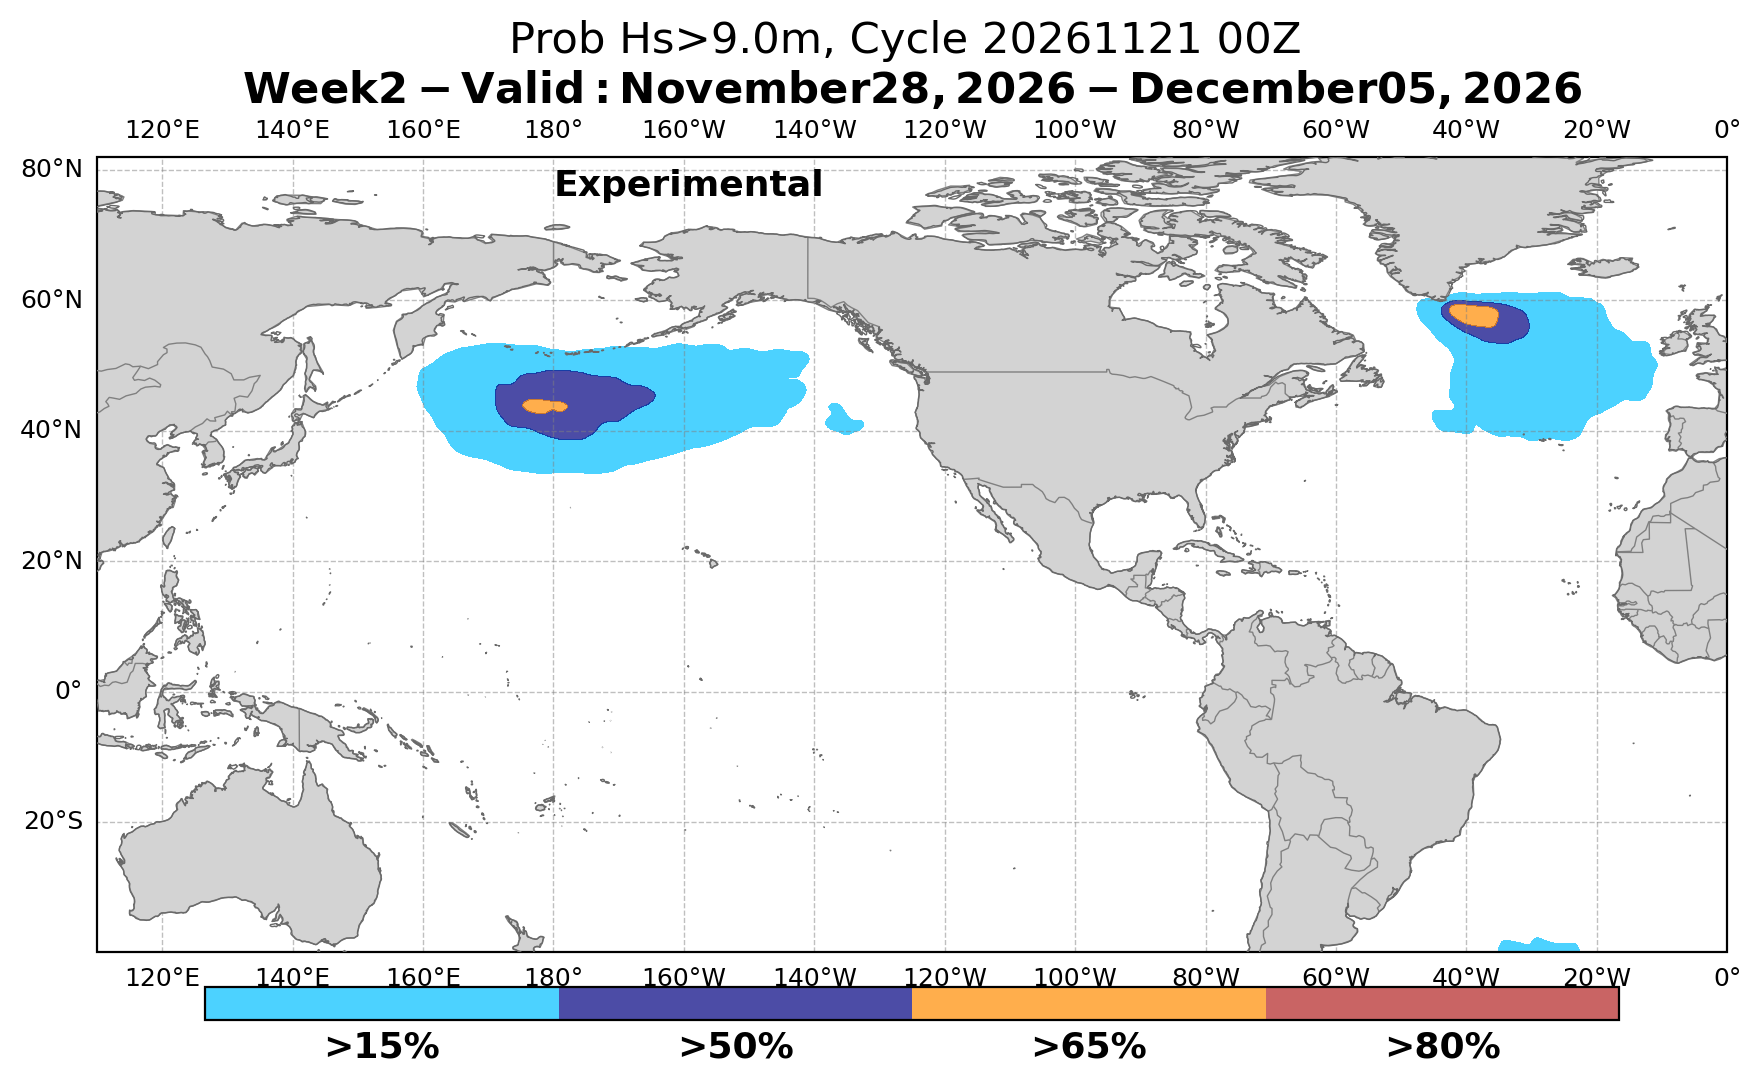 Prob Hs>9.0m, Cycle 20261121 00Z
Week2 − Valid : November28, 2026 − December05, 2026
120°E 140°E 160°E 180° 160°W 140°W 120°W 100°W 80°W 60°W 40°W 20°W 0°
80°N
Experimental
60°N
40°N
20°N
0°
20°S
120°E 140°E 160°E 180° 160°W 140°W 120°W 100°W 80°W 60°W 40°W 20°W 0°
>15% >50% >65% >80%